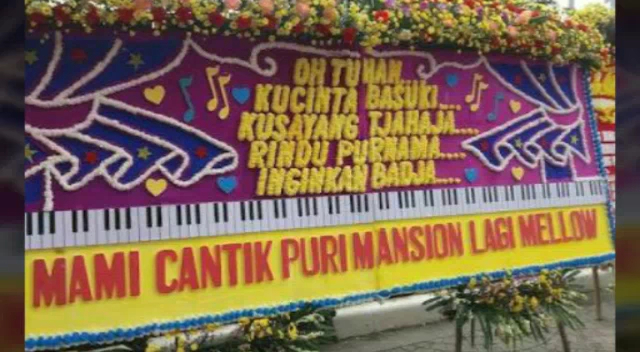 OH TUHAN
KUCINTA BASUKI....
KUSAYANG TJAHAJA....
RINDU PURNAMA....
INGINKAN BADJA....
MAMI CANTIK PURI MANSION LAGI MELLOW